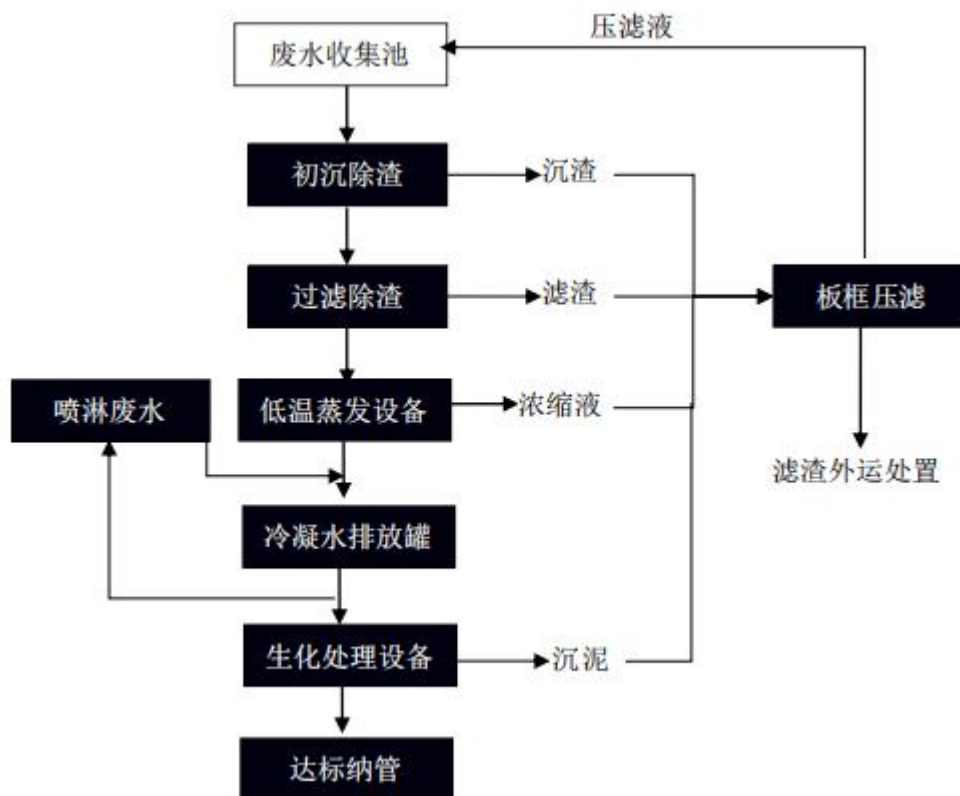 压滤液
废水收集池
初沉除渣
沉渣
过滤除渣
滤渣
板框压滤
喷淋废水
低温蒸发设备
浓缩液
滤渣外运处置
冷凝水排放罐
生化处理设备
沉泥
达标纳管